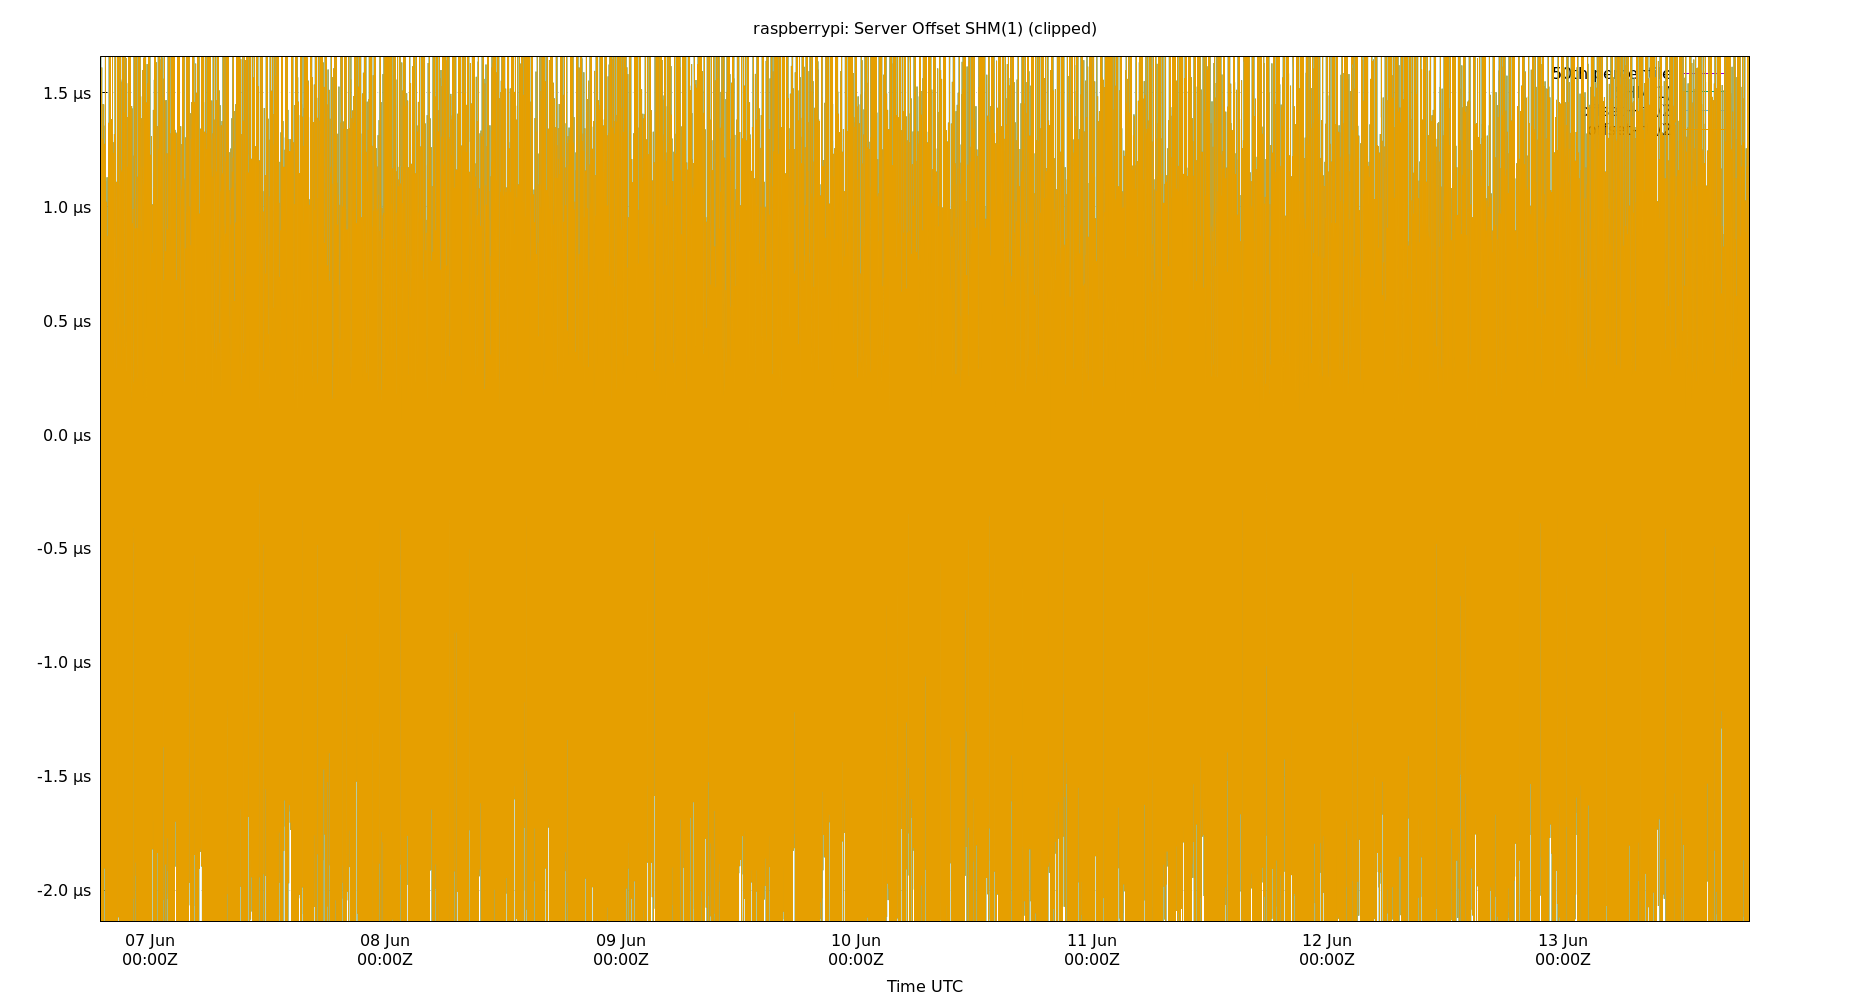 raspberrypi: Server Offset SHM(1) (clipped)
1.5 µs
1.0 µs
0.5 µs
0.0 µs
-0.5 µs
-1.0 µs
-1.5 µs
-2.0 µs
07 Jun 08 Jun 09 Jun 10 Jun 11 Jun 12 Jun 13 Jun
00:00Z 00:00Z 00:00Z 00:00Z 00:00Z 00:00Z 00:00Z
Time UTC